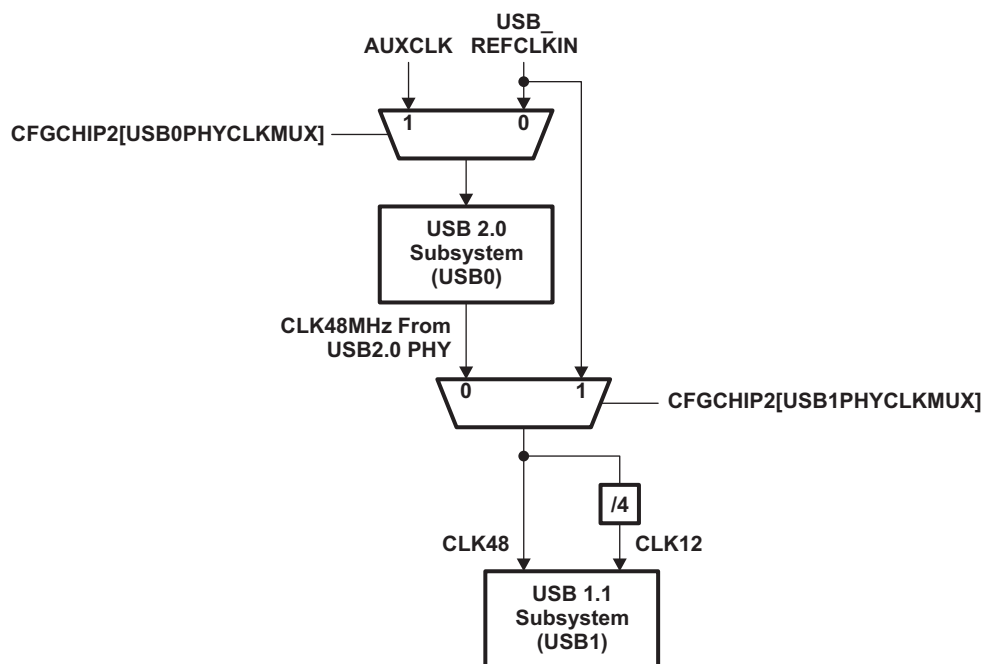 USB_
AUXCLK REFCLKIN
1 0
CFGCHIP2[USB0PHYCLKMUX]
USB 2.0
Subsystem
(USB0)
CLK48MHz From
USB2.0 PHY
0 1
CFGCHIP2[USB1PHYCLKMUX]
/4
CLK48 CLK12
USB 1.1
Subsystem
(USB1)